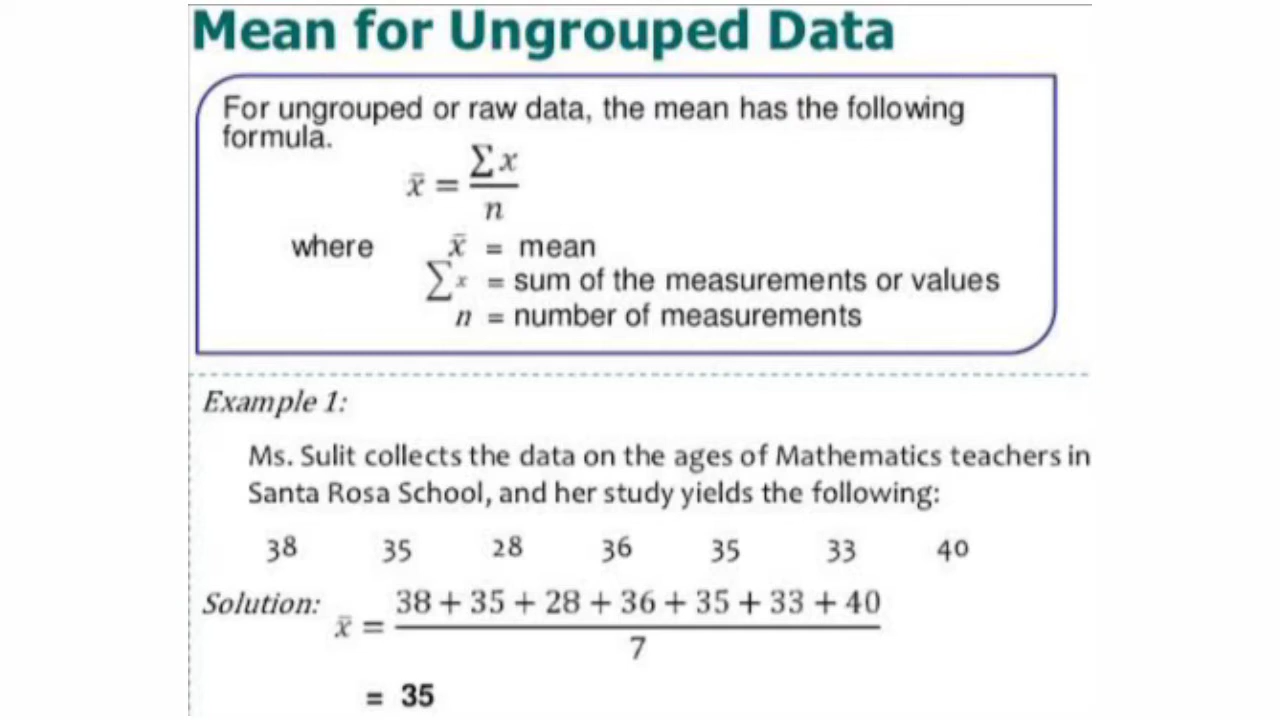 Mean for Ungrouped Data
For ungrouped or raw data, the mean has the following
formula.
x̄ = ∑x / n
where x̄ = mean
∑x = sum of the measurements or values
n = number of measurements
Example 1:
Ms. Sulit collects the data on the ages of Mathematics teachers in
Santa Rosa School, and her study yields the following:
38 35 28 36 35 33 40
Solution: x̄ = 38 + 35 + 28 + 36 + 35 + 33 + 40 / 7
= 35